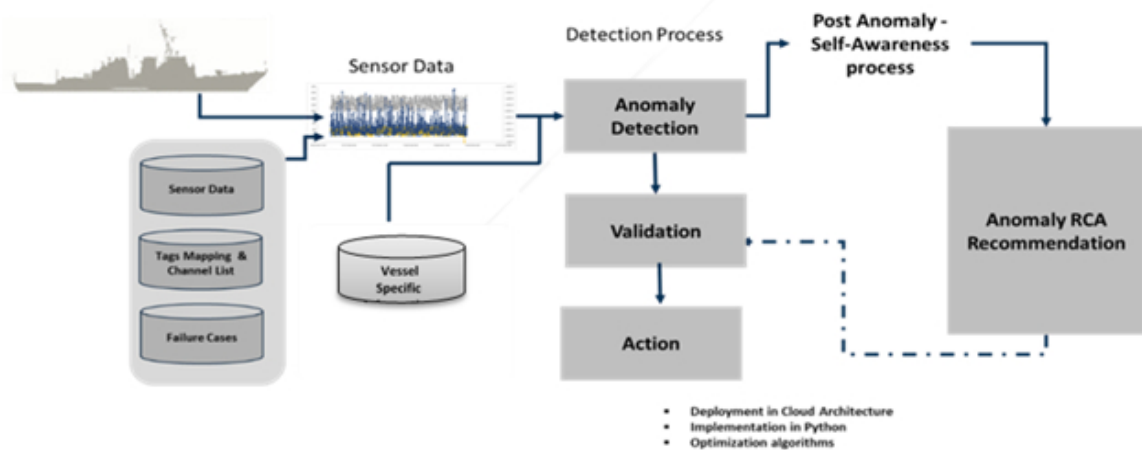 Detection Process
Post Anomaly -
Self-Awareness
process
Sensor Data
Anomaly
Detection
Sensor Data
Tags Mapping &
Channel List
Failure Cases
Vessel
Specific
Validation
Action
Anomaly RCA
Recommendation
▪ Deployment in Cloud Architecture
▪ Implementation in Python
▪ Optimization algorithms